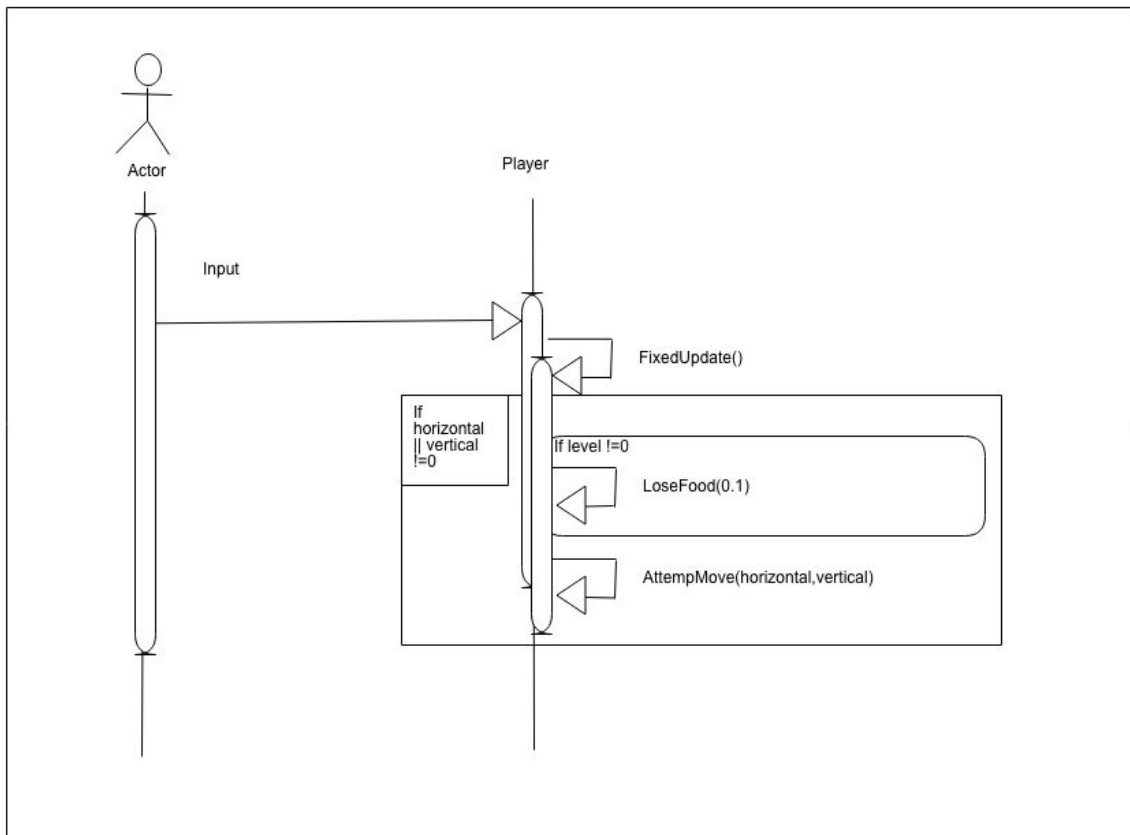 Actor
Player
Input
FixedUpdate()
If
horizontal
|| vertical
!=0
If level !=0
LoseFood(0.1)
AttempMove(horizontal,vertical)